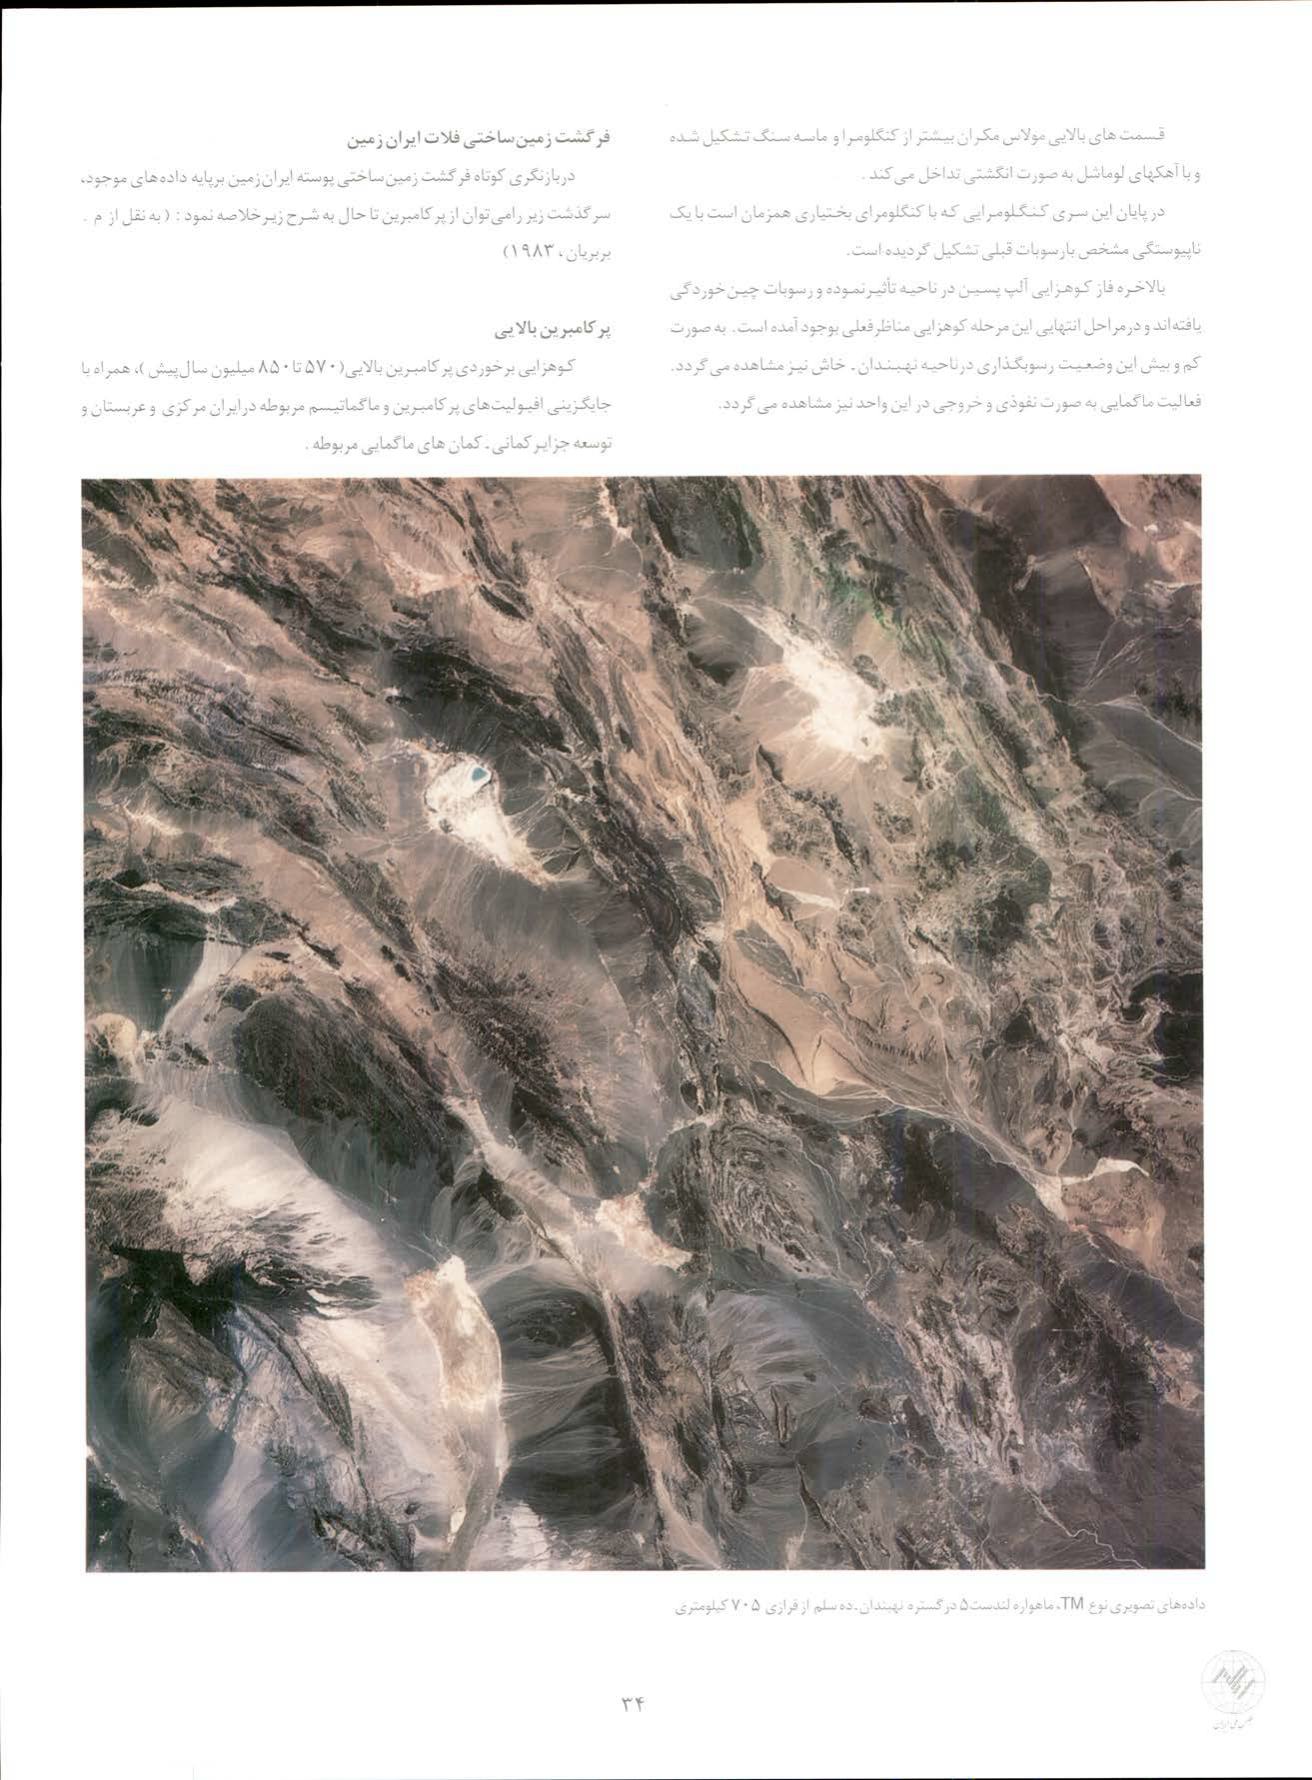 قسمت های بالایی مولاس مکران بیشتر از کنگلومرا و ماسه سنگ تشکیل شده
و با آهکهای لوماشل به صورت انگشتی تداخل می کند .
در پایان این سری کنگلومرایی که با کنگلومرای بختیاری همزمان است با یک
ناپیوستگی مشخص بارسوبات قبلی تشکیل گردیده است.
بالاخره فاز کوهزایی آلپ پسین در ناحیه تأثیرنموده و رسوبات چین خوردگی
یافته‌اند و درمراحل انتهایی این مرحله کوهزایی مناظرفعلی بوجود آمده است. به صورت
کم و بیش این وضعیت رسوبگذاری درناحیه نهبندان ـ خاش نیز مشاهده می گردد.
فعالیت ماگمایی به صورت نفوذی و خروجی در این واحد نیز مشاهده می گردد.
فرگشت زمین‌ساختی فلات ایران زمین
دربازنگری کوتاه فرگشت زمین‌ساختی پوسته ایران‌زمین برپایه داده‌های موجود،
سرگذشت زیر رامی‌توان از پرکامبرین تا حال به شرح زیرخلاصه نمود : ( به نقل از م .
بربریان ، ۱۹۸۳)
پرکامبرین بالایی
کوهزایی برخوردی پرکامبرین بالایی(۵۷۰ تا ۸۵۰ میلیون سال‌پیش )، همراه با
جایگزینی افیولیت‌های پرکامبرین و ماگماتیسم مربوطه درایران مرکزی و عربستان و
توسعه جزایر کمانی ـ کمان های ماگمایی مربوطه .
داده‌های تصویری نوع TM، ماهواره لندست۵ در گستره نهبندان ـ ده سلم از فرازی ۷۰۵ کیلومتری
۳۴